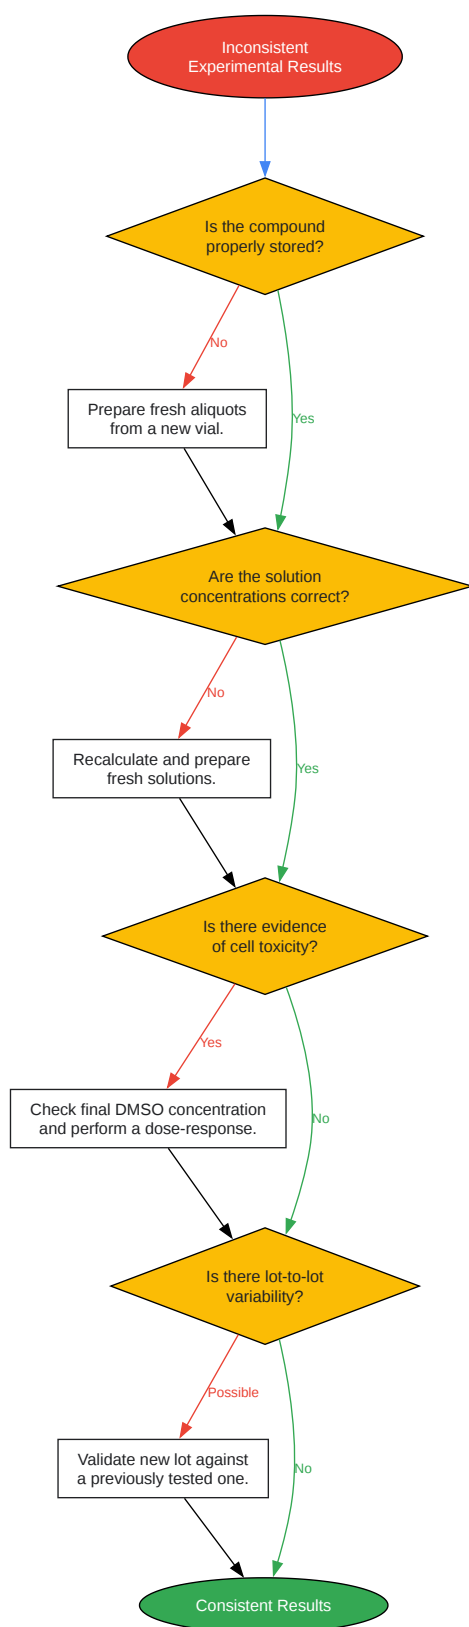 Inconsistent
Experimental Results
Is the compound
properly stored?
No
Yes
Prepare fresh aliquots
from a new vial.
Are the solution
concentrations correct?
No
Yes
Recalculate and prepare
fresh solutions.
Is there evidence
of cell toxicity?
Yes
No
Check final DMSO concentration
and perform a dose-response.
Is there lot-to-lot
variability?
Possible
No
Validate new lot against
a previously tested one.
Consistent Results